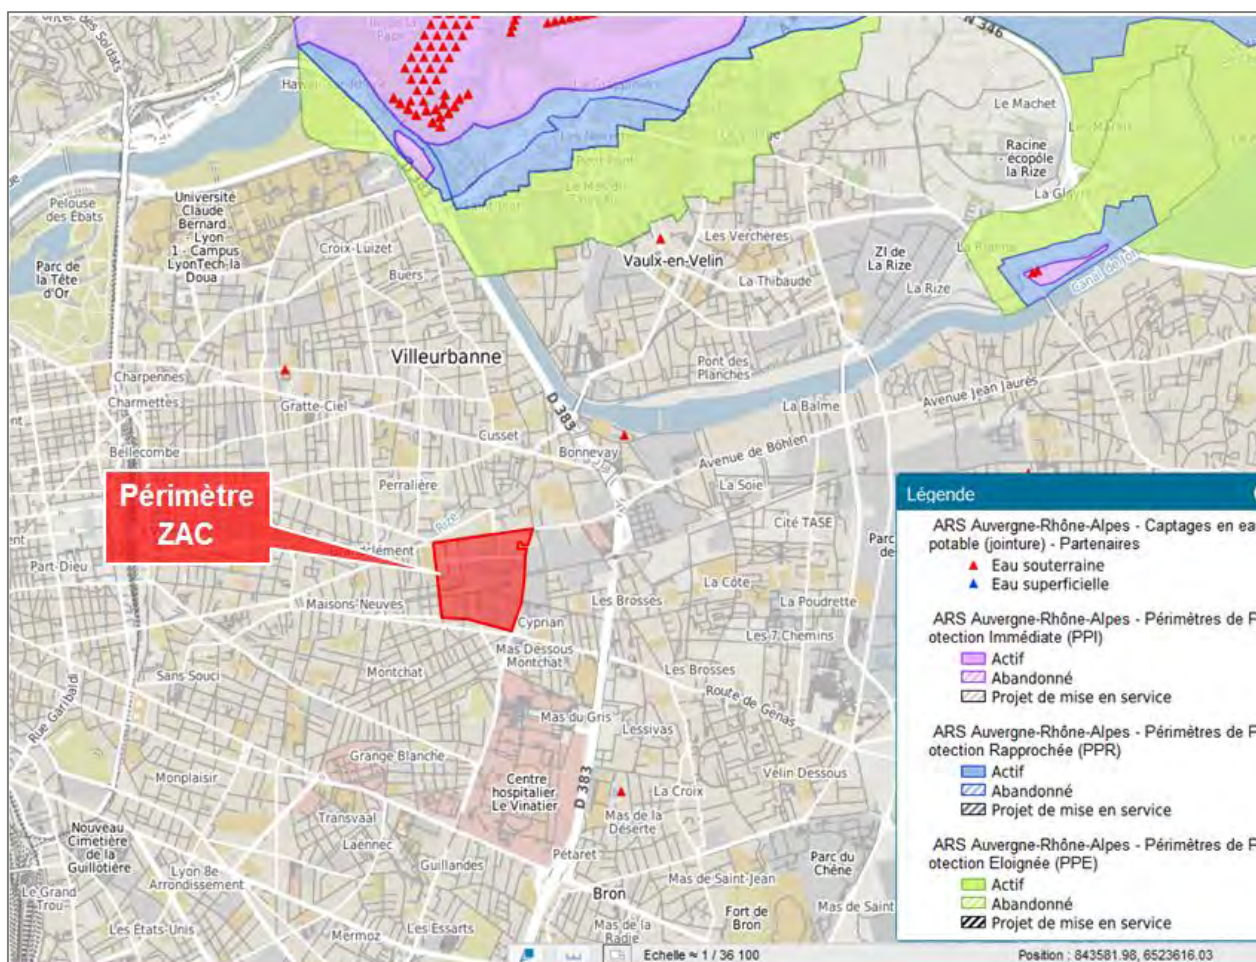 N 346
Le Machet
Racine
- écopôle
la Rize
Université
Claude
Bernard -
Lyon
1 - Campus
LyonTech-la
Doua
Pelouse
des Ébats
Parc de
la Tête
d'Or
Croix-Luizet
Buers
D 383
Les Verchères
Vaulx-en-Velin
La Thibaude
ZI de
La Rize
La Rize
Villeurbanne
Pont des
Planches
Charpennes
Charmettes
Gratte-Ciel
Avenue Jean Jaurès
La Balme
D 383
Cusset
Bonnevay
Avenue de Böhlen
Bellecombe
Perralière
La Soie
Cité TASE
Périmètre
ZAC
Rize
Part-Dieu
Maisons-Neuves
Les Brosses
La Côte
La Poudrette
Cyprian
Mas Dessous
Montchat
Les 7 Chemins
Montchat
Sans Souci
Les Brosses
Route de Genas
Rue Garibaldi
Mas du Gris
Lessivas
Grange Blanche
Monplaisir
Centre
hospitalier
Le Vinatier
D 383
La Croix
Velin Dessous
Mas de la
Déserte
Transvaal
Laënnec
Nouveau
Cimetière
de la
Guillotière
Pétaret
Guillandes
Parc du
Chêne
Lyon 8e
Arrondissement
Mas de Saint-Jean
Le Grand
Trou
Bron
Fort de
Bron
Mas de Saint
Les États-Unis
Mermoz
Les Essarts
Mas de la
Radie
Légende
ARS Auvergne-Rhône-Alpes - Captages en ea
potable (jointure) - Partenaires
Eau souterraine
Eau superficielle
ARS Auvergne-Rhône-Alpes - Périmètres de P
otection Immédiate (PPI)
Actif
Abandonné
Projet de mise en service
ARS Auvergne-Rhône-Alpes - Périmètres de P
otection Rapprochée (PPR)
Actif
Abandonné
Projet de mise en service
ARS Auvergne-Rhône-Alpes - Périmètres de P
otection Eloignée (PPE)
Actif
Abandonné
Projet de mise en service
Echelle ≈ 1 / 36 100
Position : 843581.98, 6523616.03